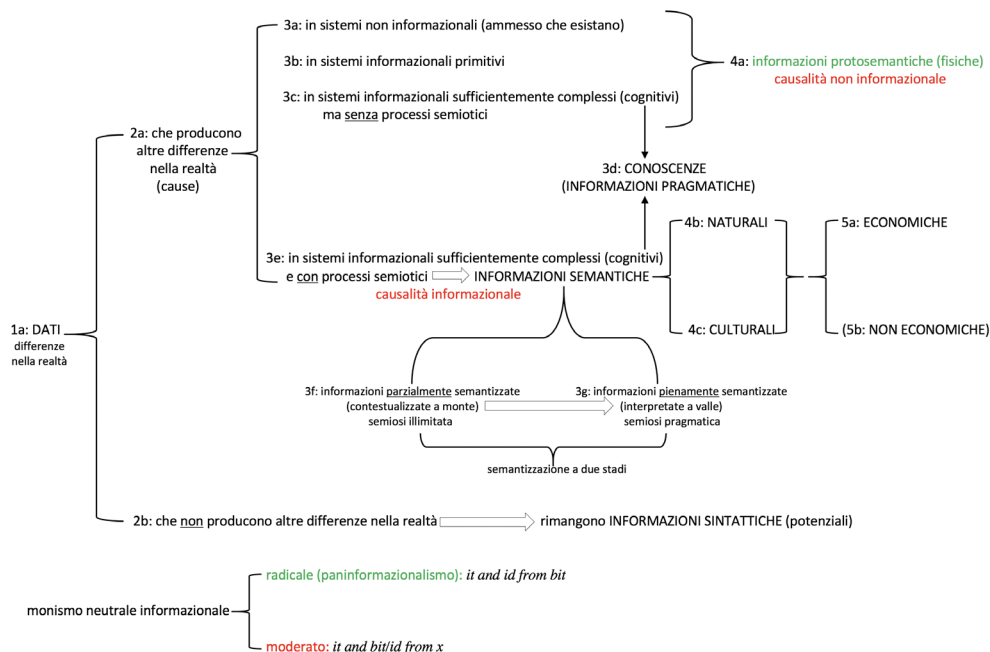 3a: in sistemi non informazionali (ammesso che esistano)
3b: in sistemi informazionali primitivi
3c: in sistemi informazionali sufficientemente complessi (cognitivi)
ma senza processi semiotici
4a: informazioni protosemantiche (fisiche)
causalità non informazionale
2a: che producono
altre differenze
nella realtà
(cause)
3d: CONOSCENZE
(INFORMAZIONI PRAGMATICHE)
3e: in sistemi informazionali sufficientemente complessi (cognitivi)
e con processi semiotici
INFORMAZIONI SEMANTICHE
causalità informazionale
4b: NATURALI
4c: CULTURALI
5a: ECONOMICHE
(5b: NON ECONOMICHE)
1a: DATI
differenze
nella realtà
3f: informazioni parzialmente semantizzate
(contestualizzate a monte)
semiosi illimitata
3g: informazioni pienamente semantizzate
(interpretate a valle)
semiosi pragmatica
semantizzazione a due stadi
2b: che non producono altre differenze nella realtà
rimangono INFORMAZIONI SINTATTICHE (potenziali)
monismo neutrale informazionale
radicale (paninformazionalismo): it and id from bit
moderato: it and bit/id from x